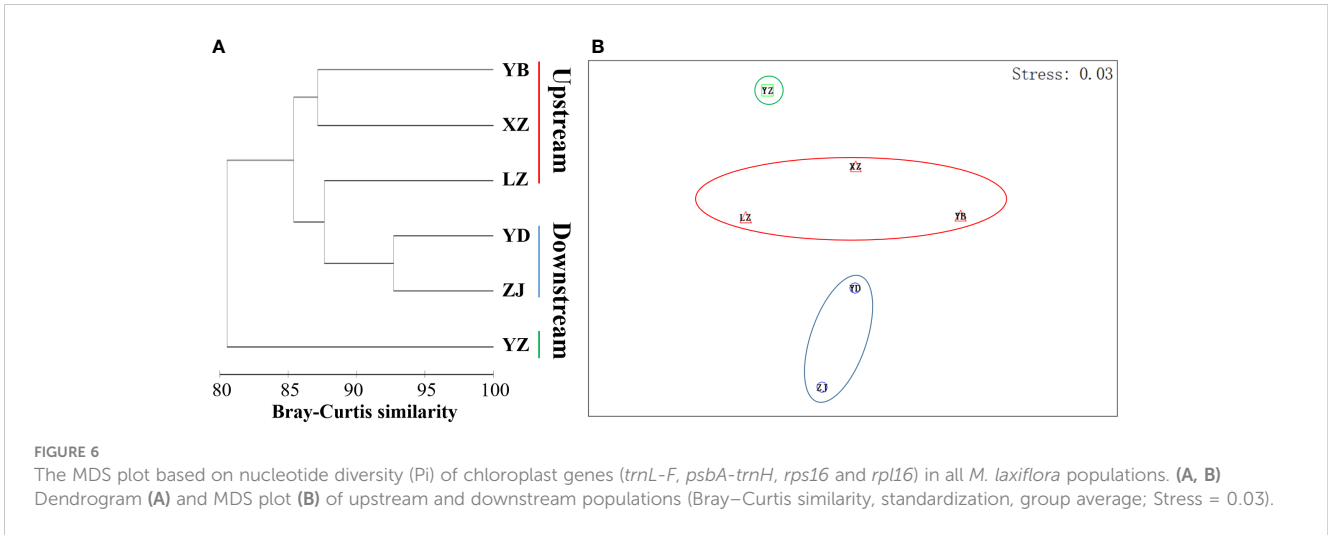 A
YB
XZ
LZ
YD
ZJ
YZ
Upstream
Downstream
80 85 90 95 100
Bray-Curtis similarity
B
Stress: 0.03
YZ
XZ
LZ
YB
YD
ZJ
FIGURE 6
The MDS plot based on nucleotide diversity (Pi) of chloroplast genes (trnL-F, psbA-trnH, rps16 and rpl16) in all M. laxiflora populations. (A, B)
Dendrogram (A) and MDS plot (B) of upstream and downstream populations (Bray–Curtis similarity, standardization, group average; Stress = 0.03).